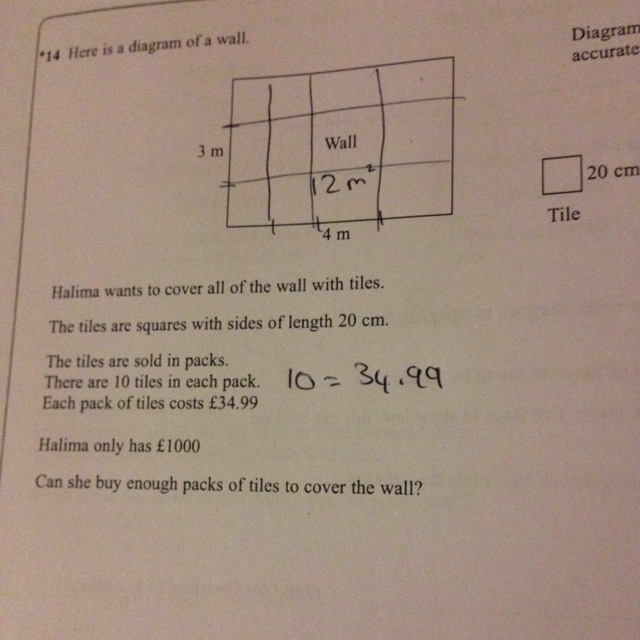 *14 Here is a diagram of a wall.
Diagram
accurate
3 m
Wall
12 m²
20 cm
Tile
4 m
Halima wants to cover all of the wall with tiles.
The tiles are squares with sides of length 20 cm.
The tiles are sold in packs.
There are 10 tiles in each pack. 10 = 34.99
Each pack of tiles costs £34.99
Halima only has £1000
Can she buy enough packs of tiles to cover the wall?